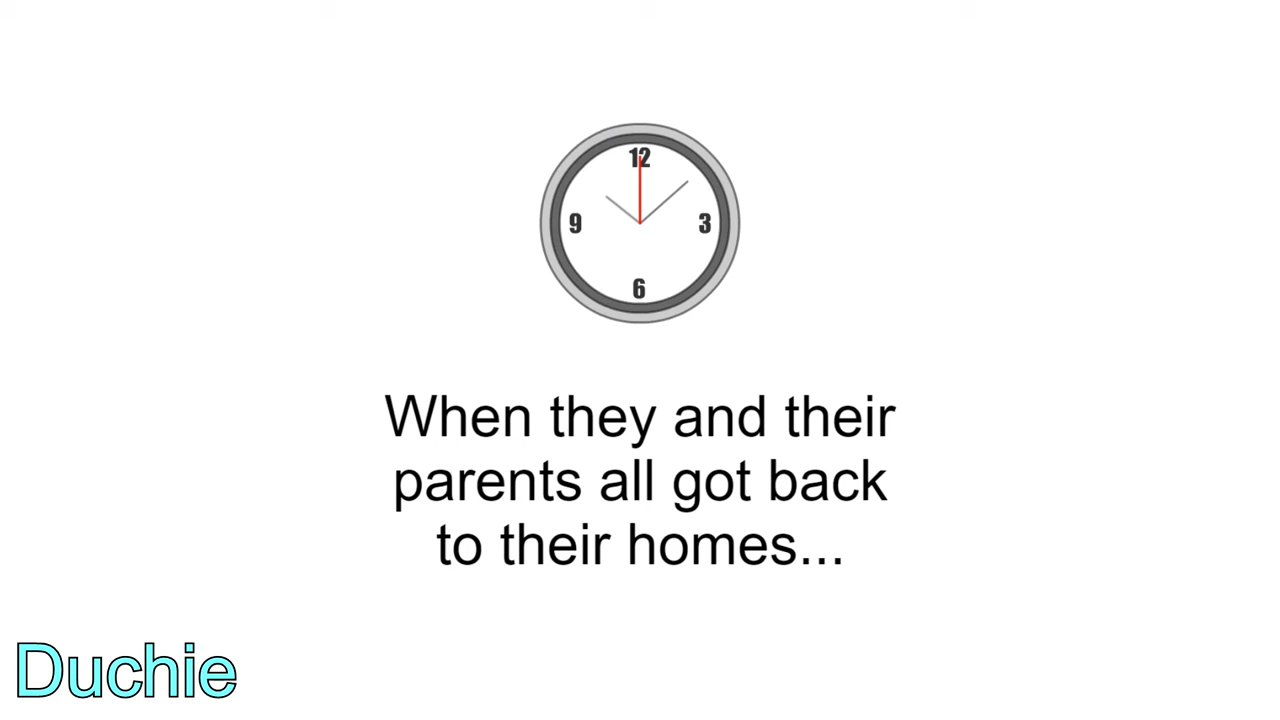 12
9 3
6
When they and their
parents all got back
to their homes...
Duchie